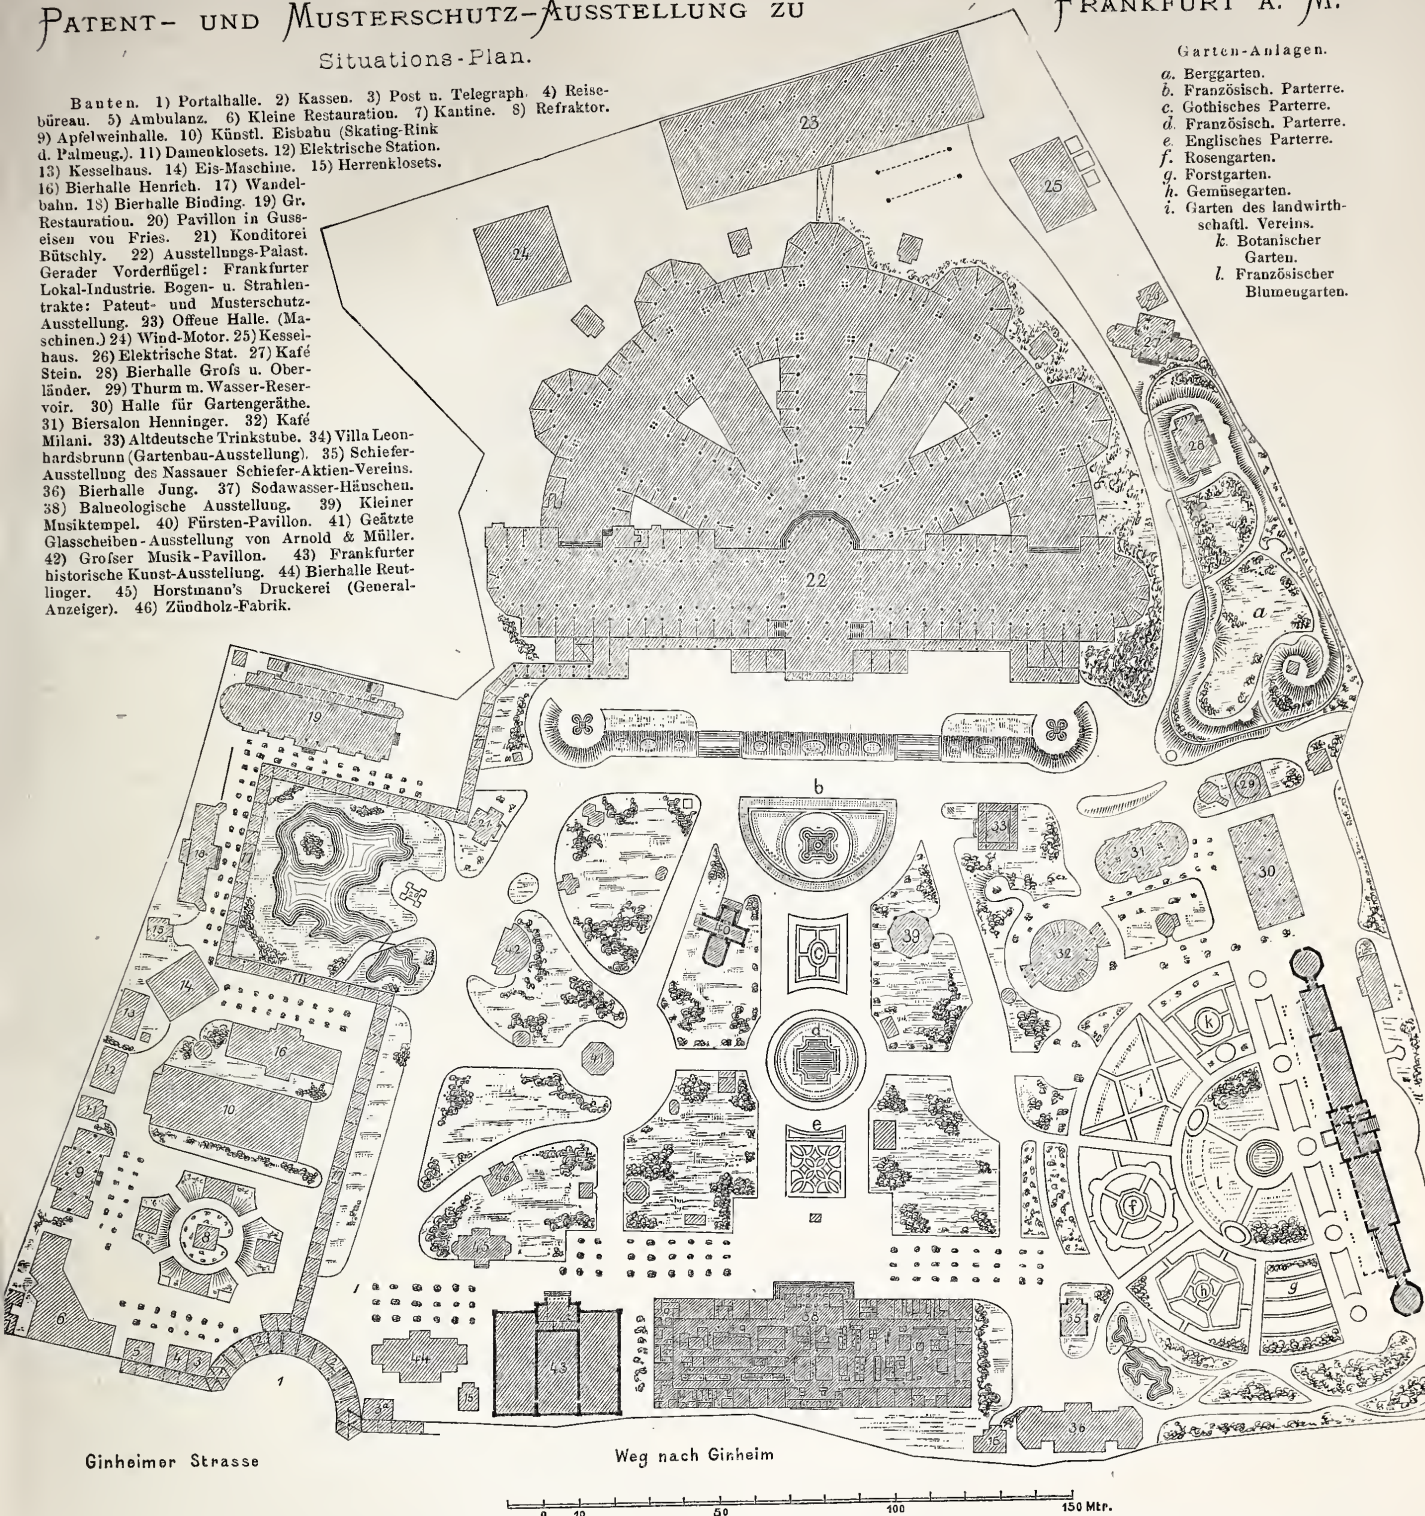 PATENT- UND MUSTERSCHUTZ-AUSSTELLUNG ZU FRANKFURT A. M.
Situations-Plan.
Bauten. 1) Portalhalle. 2) Kassen. 3) Post u. Telegraph. 4) Reise-
büreau. 5) Ambulanz. 6) Kleine Restauration. 7) Kantine. 8) Refraktor.
9) Apfelweinhalle. 10) Künstl. Eisbahn (Skating-Rink
d. Palmeng.). 11) Damenklosets. 12) Elektrische Station.
13) Kesselhaus. 14) Eis-Maschine. 15) Herrenklosets.
16) Bierhalle Henrich. 17) Wandel-
bahn. 18) Bierhalle Binding. 19) Gr.
Restauration. 20) Pavillon in Guss-
eisen von Fries. 21) Konditorei
Bütschly. 22) Ausstellungs-Palast.
Gerader Vorderflügel: Frankfurter
Lokal-Industrie. Bogen- u. Strahlen-
trakte: Patent- und Musterschutz-
Ausstellung. 23) Offene Halle. (Ma-
schinen.) 24) Wind-Motor. 25) Kessel-
haus. 26) Elektrische Stat. 27) Kafé
Stein. 28) Bierhalle Grofs u. Ober-
länder. 29) Thurm m. Wasser-Reser-
voir. 30) Halle für Gartengeräthe.
31) Biersalon Henninger. 32) Kafé
Milani. 33) Altdeutsche Trinkstube. 34) Villa Leon-
hardsbrunn (Gartenbau-Ausstellung). 35) Schiefer-
Ausstellung des Nassauer Schiefer-Aktien-Vereins.
36) Bierhalle Jung. 37) Sodawasser-Häuschen.
38) Balneologische Ausstellung. 39) Kleiner
Musiktempel. 40) Fürsten-Pavillon. 41) Geätzte
Glasscheiben-Ausstellung von Arnold & Müller.
42) Grofser Musik-Pavillon. 43) Frankfurter
historische Kunst-Ausstellung. 44) Bierhalle Reut-
linger. 45) Horstmann's Druckerei (General-
Anzeiger). 46) Zündholz-Fabrik.
Garten-Anlagen.
a. Berggarten.
b. Französisch. Parterre.
c. Gothisches Parterre.
d. Französisch. Parterre.
e. Englisches Parterre.
f. Rosengarten.
g. Forstgarten.
h. Gemüsegarten.
i. Garten des landwirth-
schaftl. Vereins.
k. Botanischer
Garten.
l. Französischer
Blumengarten.
23
25
24
26
27
28
22
a
19
b
29
21
33
31
30
18
40
39
15
42
c
32
14
17
13
k
16
d
41
12
i
10
11
e
9
l
46
f
8
45
h
g
38
35
6
5
4
3
2
2
1
44
43
15
36
15
Ginheimer Strasse
Weg nach Ginheim
0 10 50 100 150 Mtr.